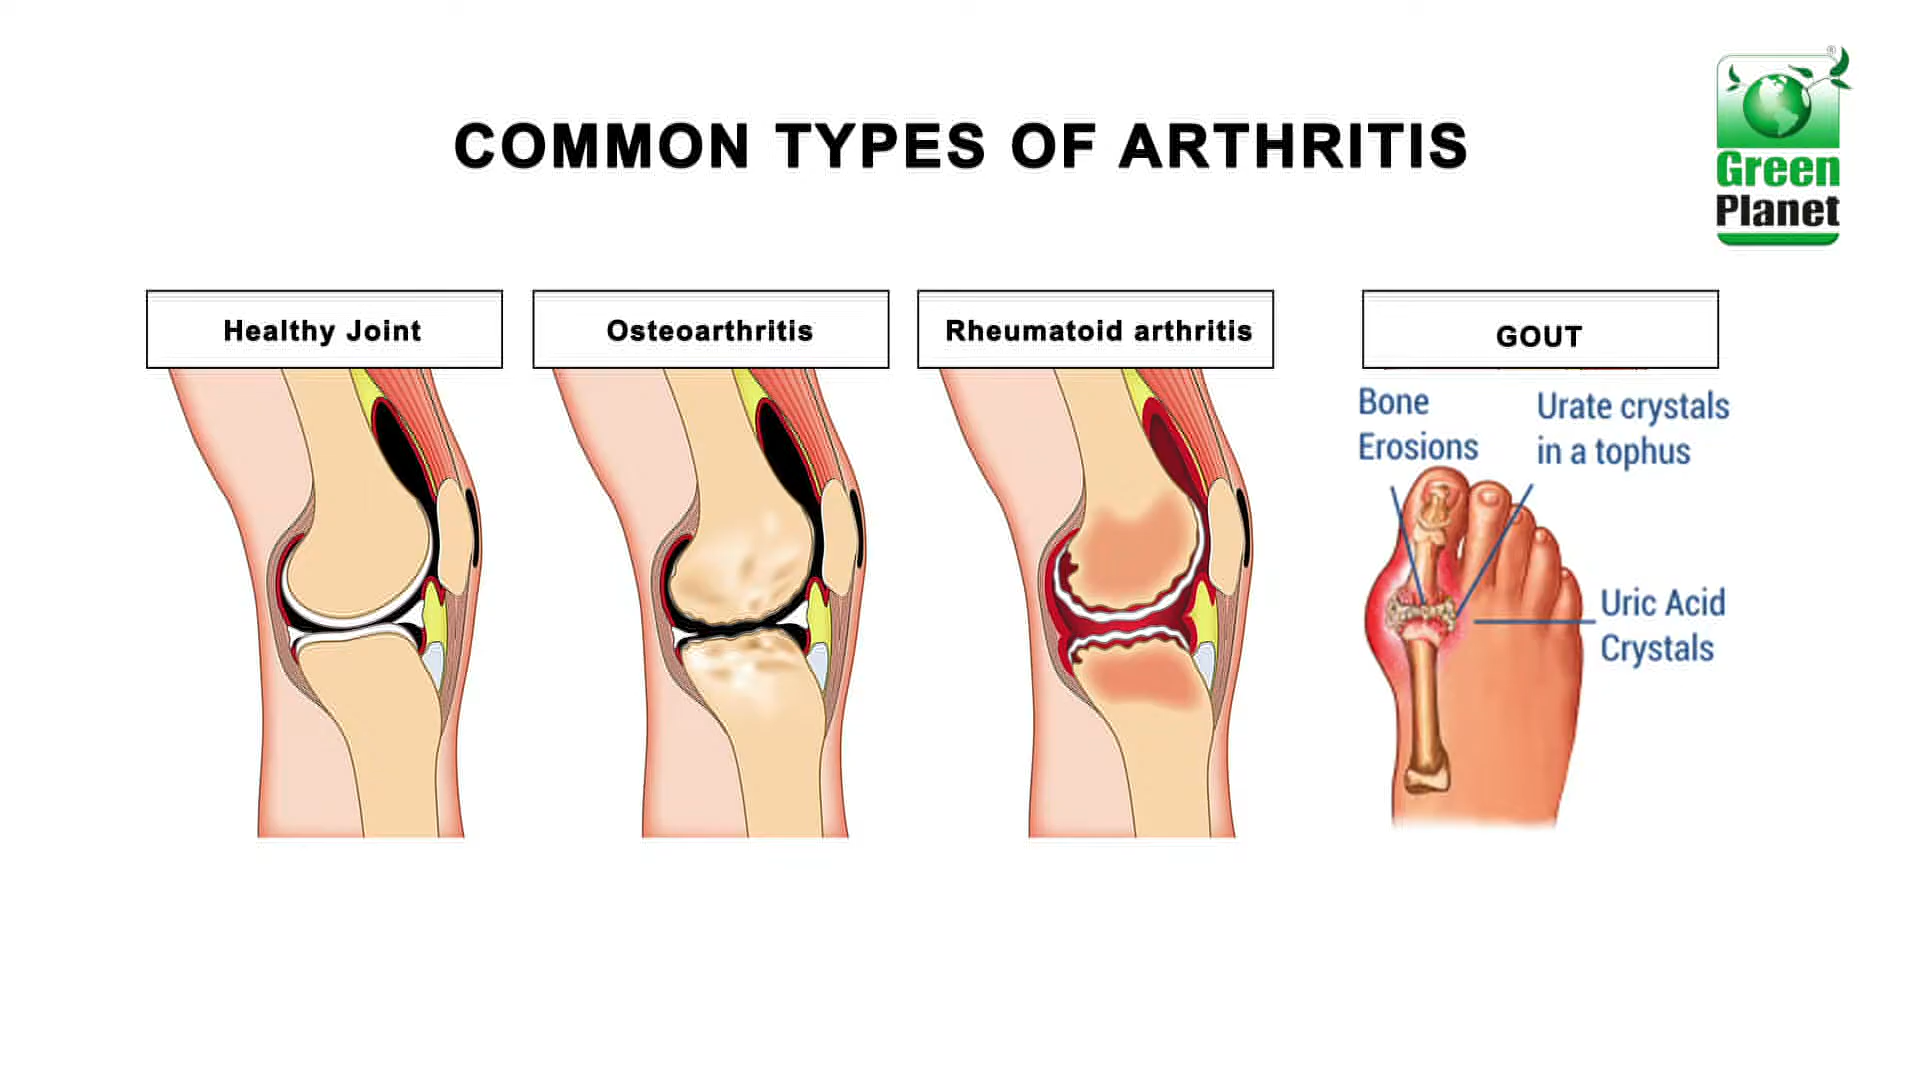 COMMON TYPES OF ARTHRITIS
®
Green
Planet
Healthy Joint
Osteoarthritis
Rheumatoid arthritis
GOUT
Bone
Erosions
Urate crystals
in a tophus
Uric Acid
Crystals